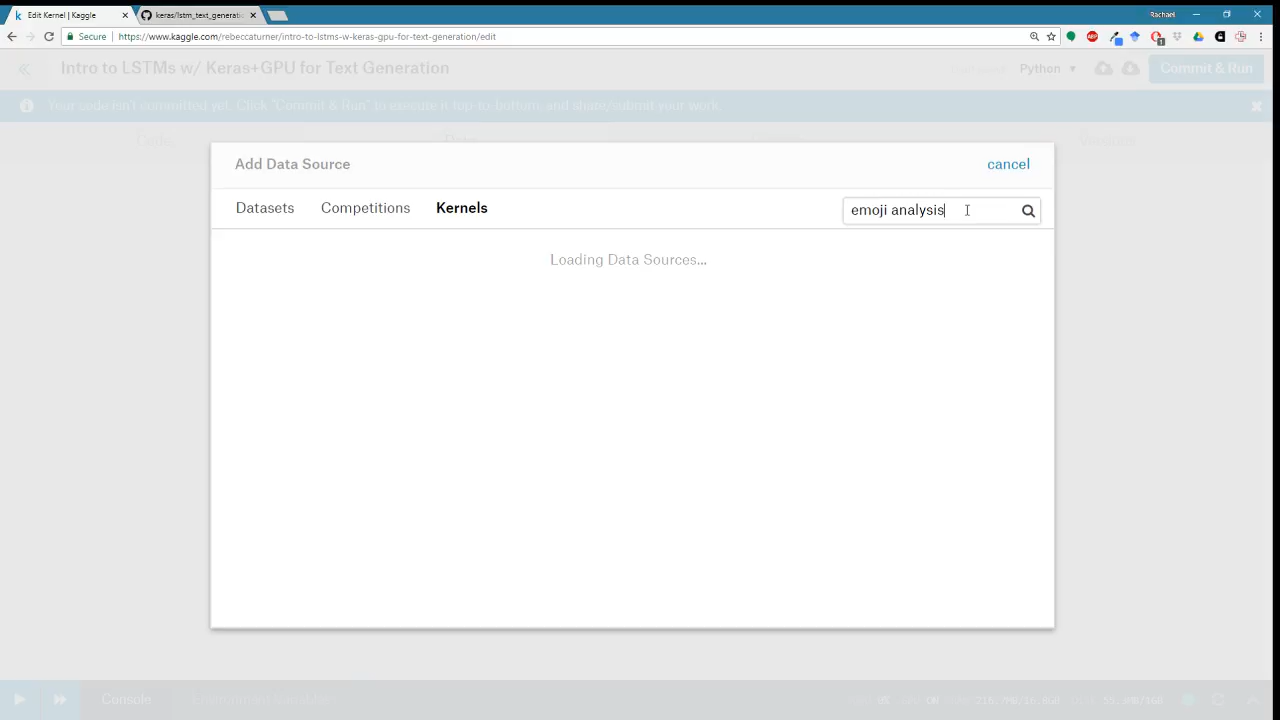 Edit Kernel | Kaggle
keras/lstm_text_generatio
Rachael
Secure | https://www.kaggle.com/rebeccaturner/intro-to-lstms-w-keras-gpu-for-text-generation/edit
Intro to LSTMs w/ Keras+GPU for Text Generation
Python
Commit & Run
Your code isn't committed yet. Click "Commit & Run" to execute it top-to-bottom, and share/submit your work.
Versions
Add Data Source
cancel
Datasets
Competitions
Kernels
emoji analysis
Loading Data Sources...
Console